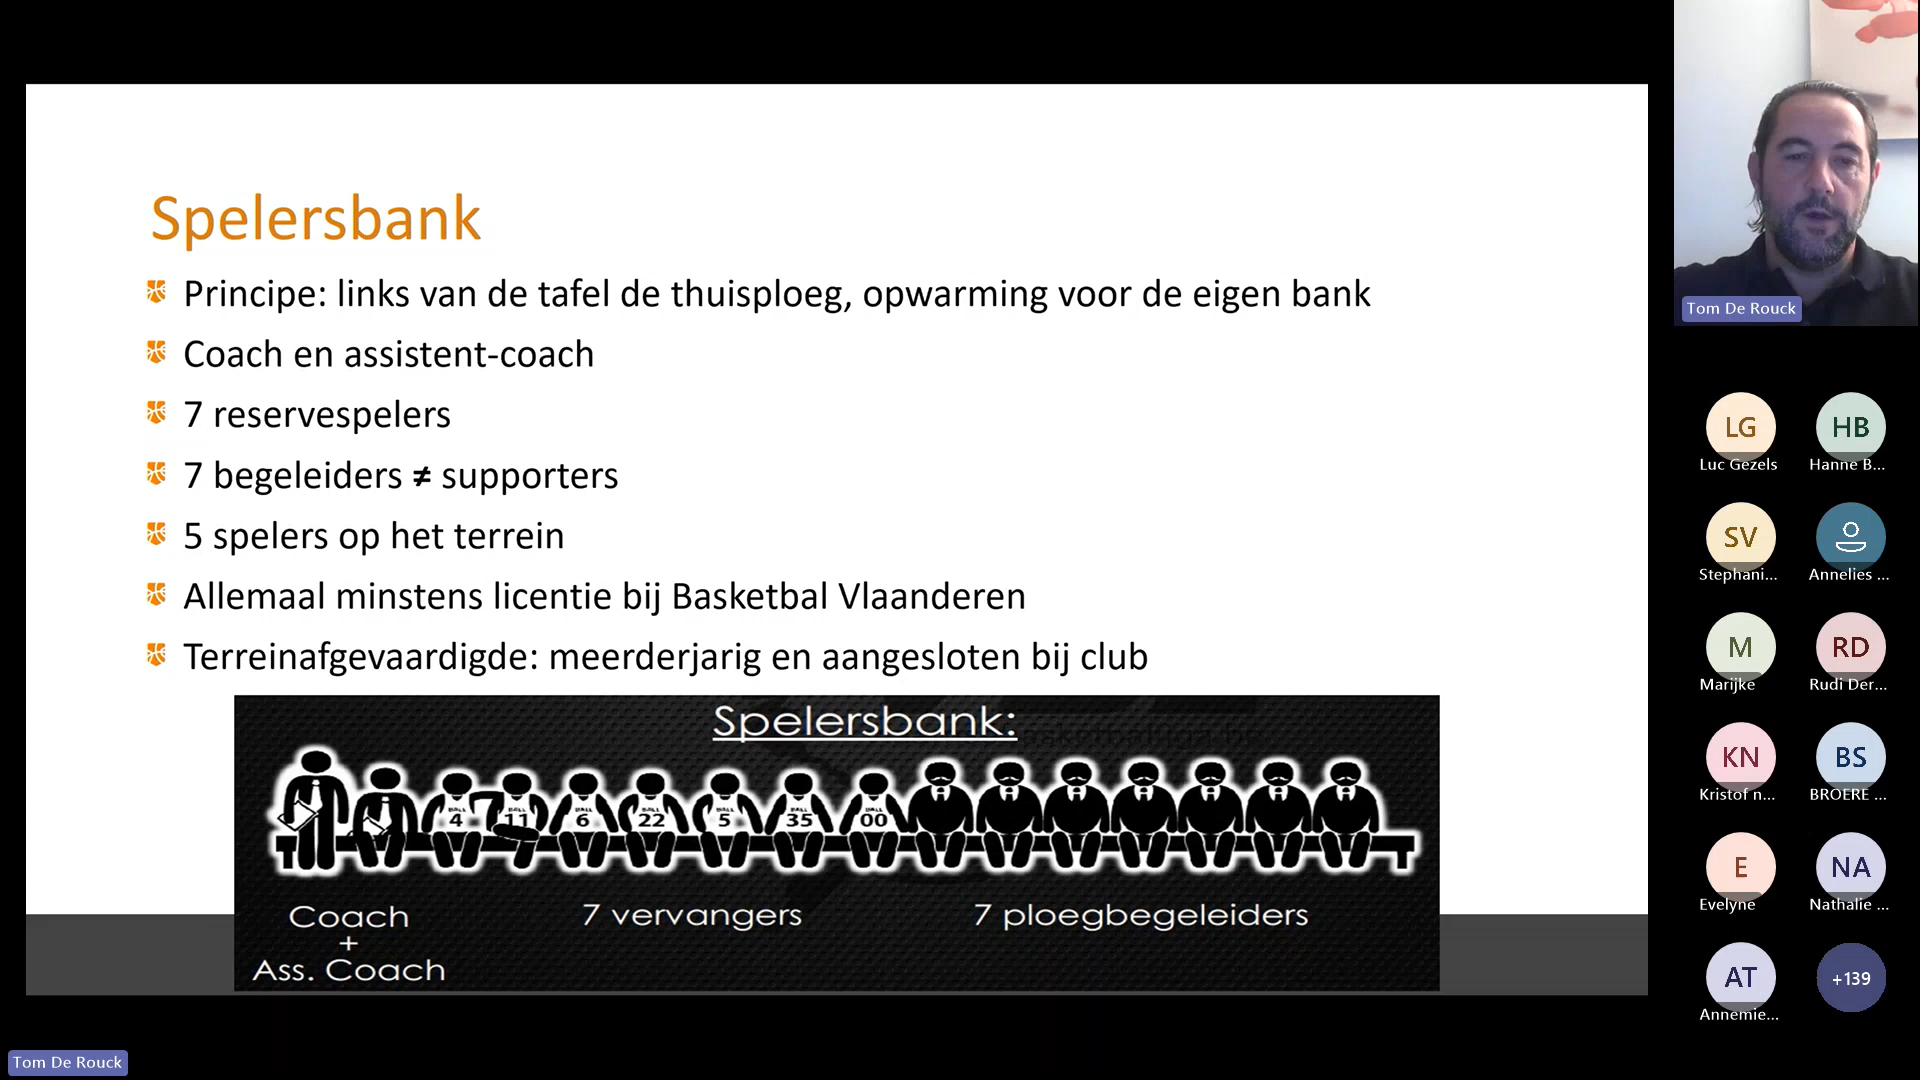 Spelersbank
Principe: links van de tafel de thuisploeg, opwarming voor de eigen bank
Coach en assistent-coach
7 reservespelers
7 begeleiders ≠ supporters
5 spelers op het terrein
Allemaal minstens licentie bij Basketbal Vlaanderen
Terreinafgevaardigde: meerderjarig en aangesloten bij club
Spelersbank:
4 11 6 22 5 35 00
Coach
+
Ass. Coach
7 vervangers
7 ploegbegeleiders
Tom De Rouck
Tom De Rouck
LG
Luc Gezels
HB
Hanne B...
SV
Stephani...
Annelies ...
M
Marijke
RD
Rudi Der...
KN
Kristof n...
BS
BROERE ...
E
Evelyne
NA
Nathalie ...
AT
Annemie...
+139